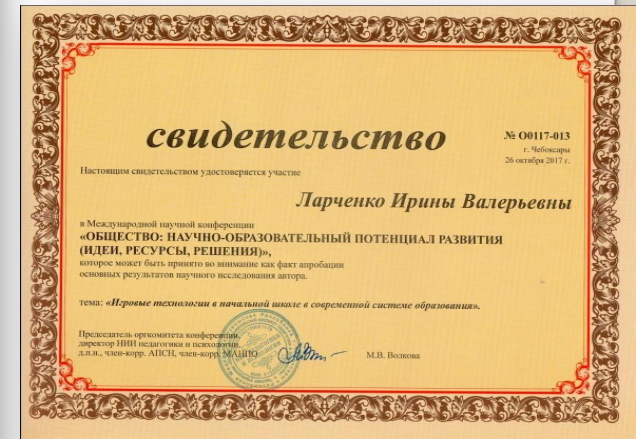 свидетельство
№ О0117-013
г. Чебоксары
26 октября 2017 г.
Настоящим свидетельством удостоверяется участие
Ларченко Ирины Валерьевны
в Международной научной конференции
«ОБЩЕСТВО: НАУЧНО-ОБРАЗОВАТЕЛЬНЫЙ ПОТЕНЦИАЛ РАЗВИТИЯ
(ИДЕИ, РЕСУРСЫ, РЕШЕНИЯ)»,
которое может быть принято во внимание как факт апробации
основных результатов научного исследования автора.
тема: «Игровые технологии в начальной школе в современной системе образования».
Председатель оргкомитета конференции,
директор НИИ педагогики и психологии,
д.п.н., член-корр. АПСН, член-корр. МАНПО
М.В. Волкова